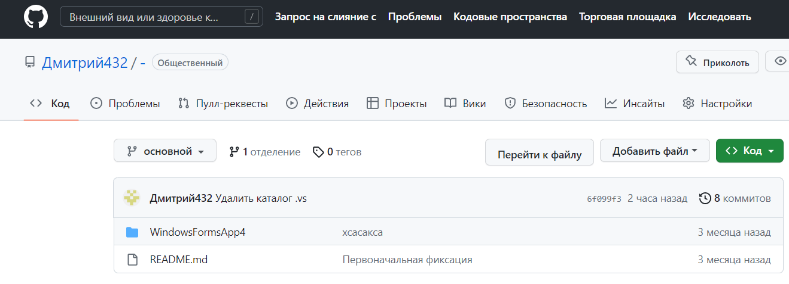 Внешний вид или здоровье к... / Запрос на слияние с Проблемы Кодовые пространства Торговая площадка Исследовать
Дмитрий432 / - Общественный Приколоть
Код Проблемы Пулл-реквесты Действия Проекты Вики Безопасность Инсайты Настройки
основной 1 отделение 0 тегов Перейти к файлу Добавить файл Код
Дмитрий432 Удалить каталог .vs 6f099f3 2 часа назад 8 коммитов
WindowsFormsApp4 хсасакса 3 месяца назад
README.md Первоначальная фиксация 3 месяца назад